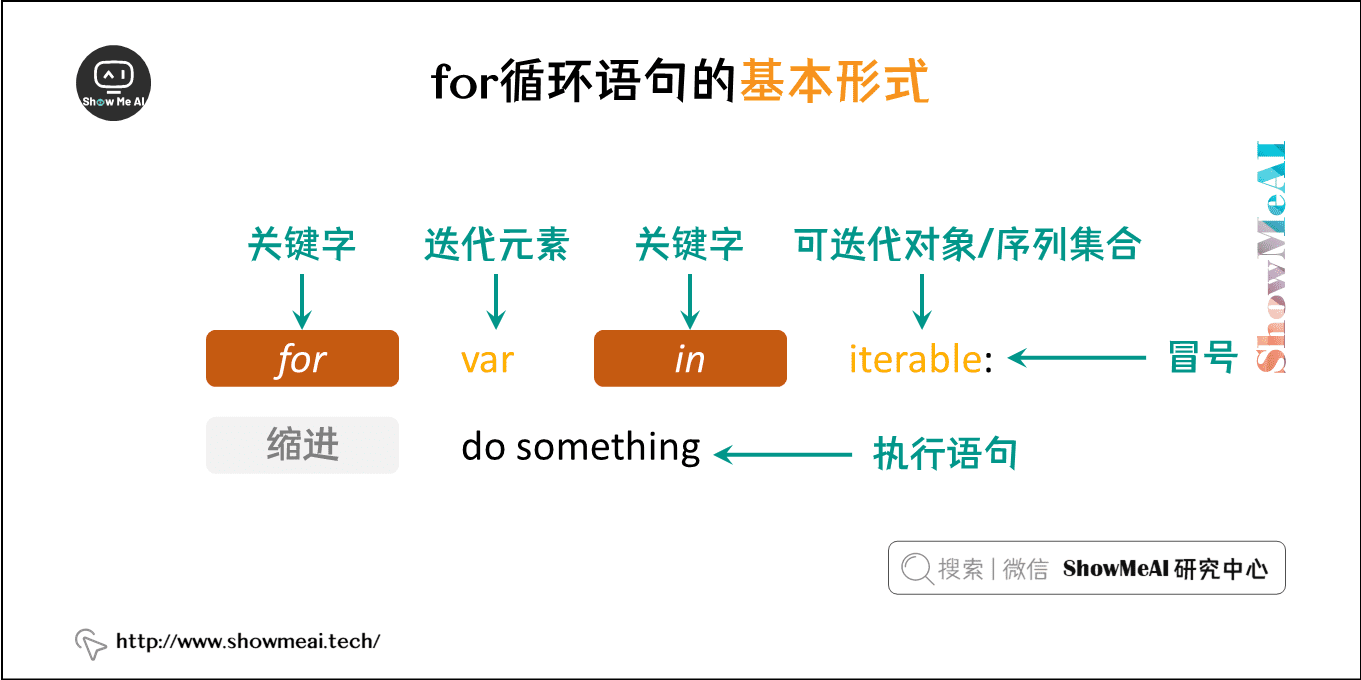 Show Me AI
for循环语句的基本形式
ShowMeAI
关键字 迭代元素 关键字 可迭代对象/序列集合
for var in iterable: 冒号
缩进 do something 执行语句
搜索 | 微信 ShowMeAI 研究中心
http://www.showmeai.tech/